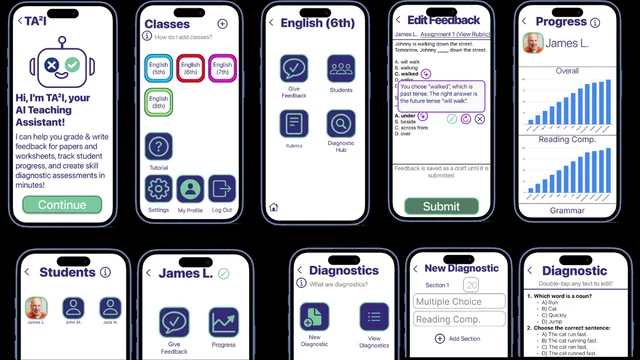 TA²I
Hi, I'm TA²I, your
AI Teaching
Assistant!
I can help you grade & write
feedback for papers and
worksheets, track student
progress, and create skill
diagnostic assessments in
minutes!
Continue
Classes
How do I add classes?
English
(5th)
English
(6th)
English
(7th)
English
(8th)
Tutorial
Settings
My Profile
Log Out
English (6th)
Give
Feedback
Students
Rubrics
Diagnostic
Hub
Edit Feedback
James L. Assignment 1 (View Rubric)
Johnny is walking down the street.
Tomorrow, Johnny ____ down the street.
A. will walk
B. walking
C. walked
You chose "walked", which is
past tense. The right answer is
the future tense "will walk".
A. under
B. beside
C. across from
D. over
Feedback is saved as a draft until it is
submitted.
Submit
Progress
James L.
Overall
Reading Comp.
Grammar
Students
James L.
John M.
Jack N.
James L.
Give
Feedback
Progress
Diagnostics
What are diagnostics?
New
Diagnostic
View
Diagnostics
New Diagnostic
Section 1
20
Multiple Choice
Reading Comp.
Add Section
Diagnostic
Double-tap any text to edit!
1. Which word is a noun?
A) Run
B) Cat
C) Quickly
D) Jump
2. Choose the correct sentence:
A) The cat run fast.
B) The cat running fast.
C) The cat ran fast.
D) The cat runned fast.